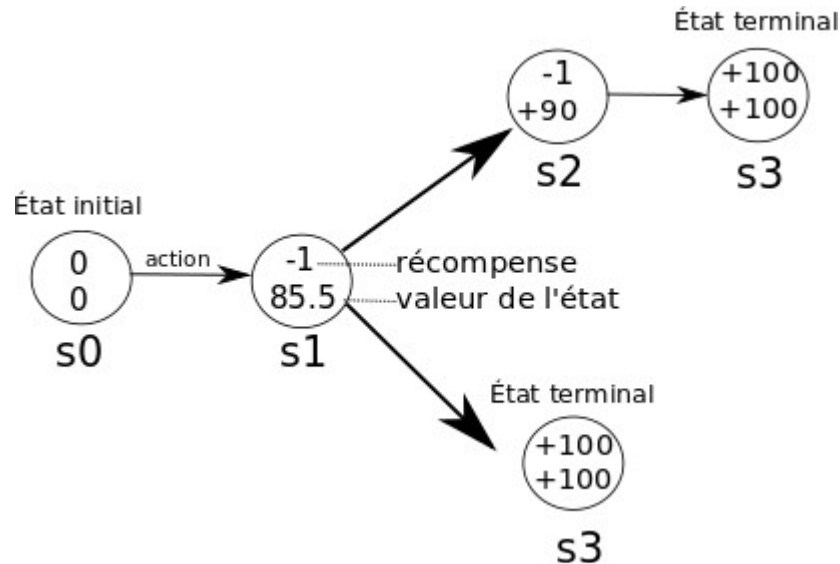 État terminal
-1
+90
+100
+100
s2
s3
État initial
0
0
action
-1
récompense
85.5
valeur de l'état
s0
s1
État terminal
+100
+100
s3